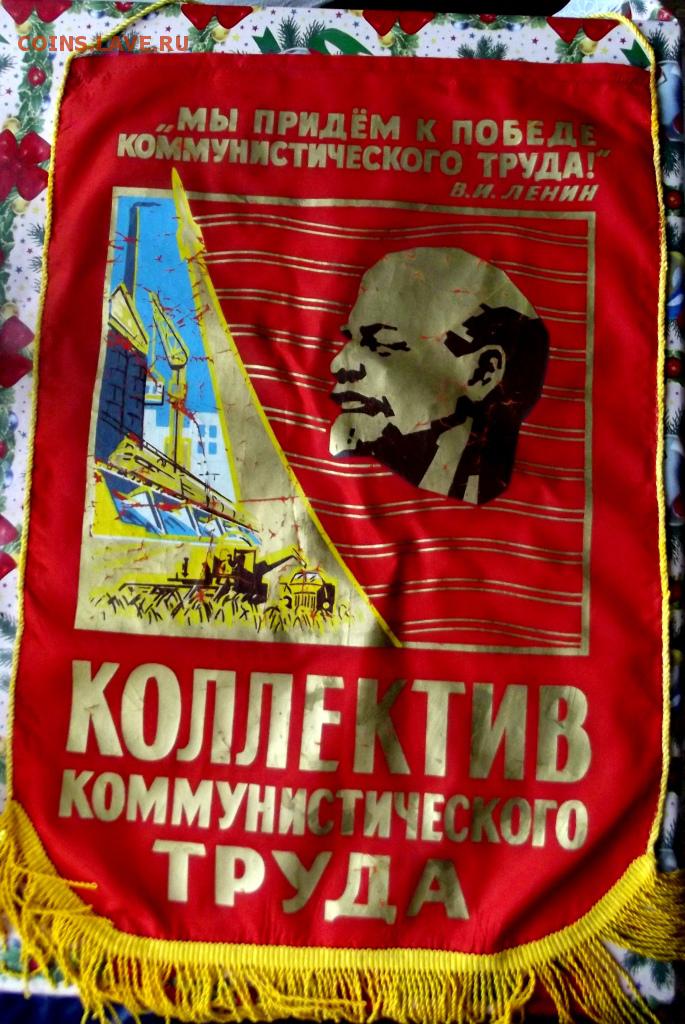 COINS.LAVE.RU
„МЫ ПРИДЁМ К ПОБЕДЕ
КОММУНИСТИЧЕСКОГО ТРУДА!"
В.И. ЛЕНИН
КОЛЛЕКТИВ
КОММУНИСТИЧЕСКОГО
ТРУДА